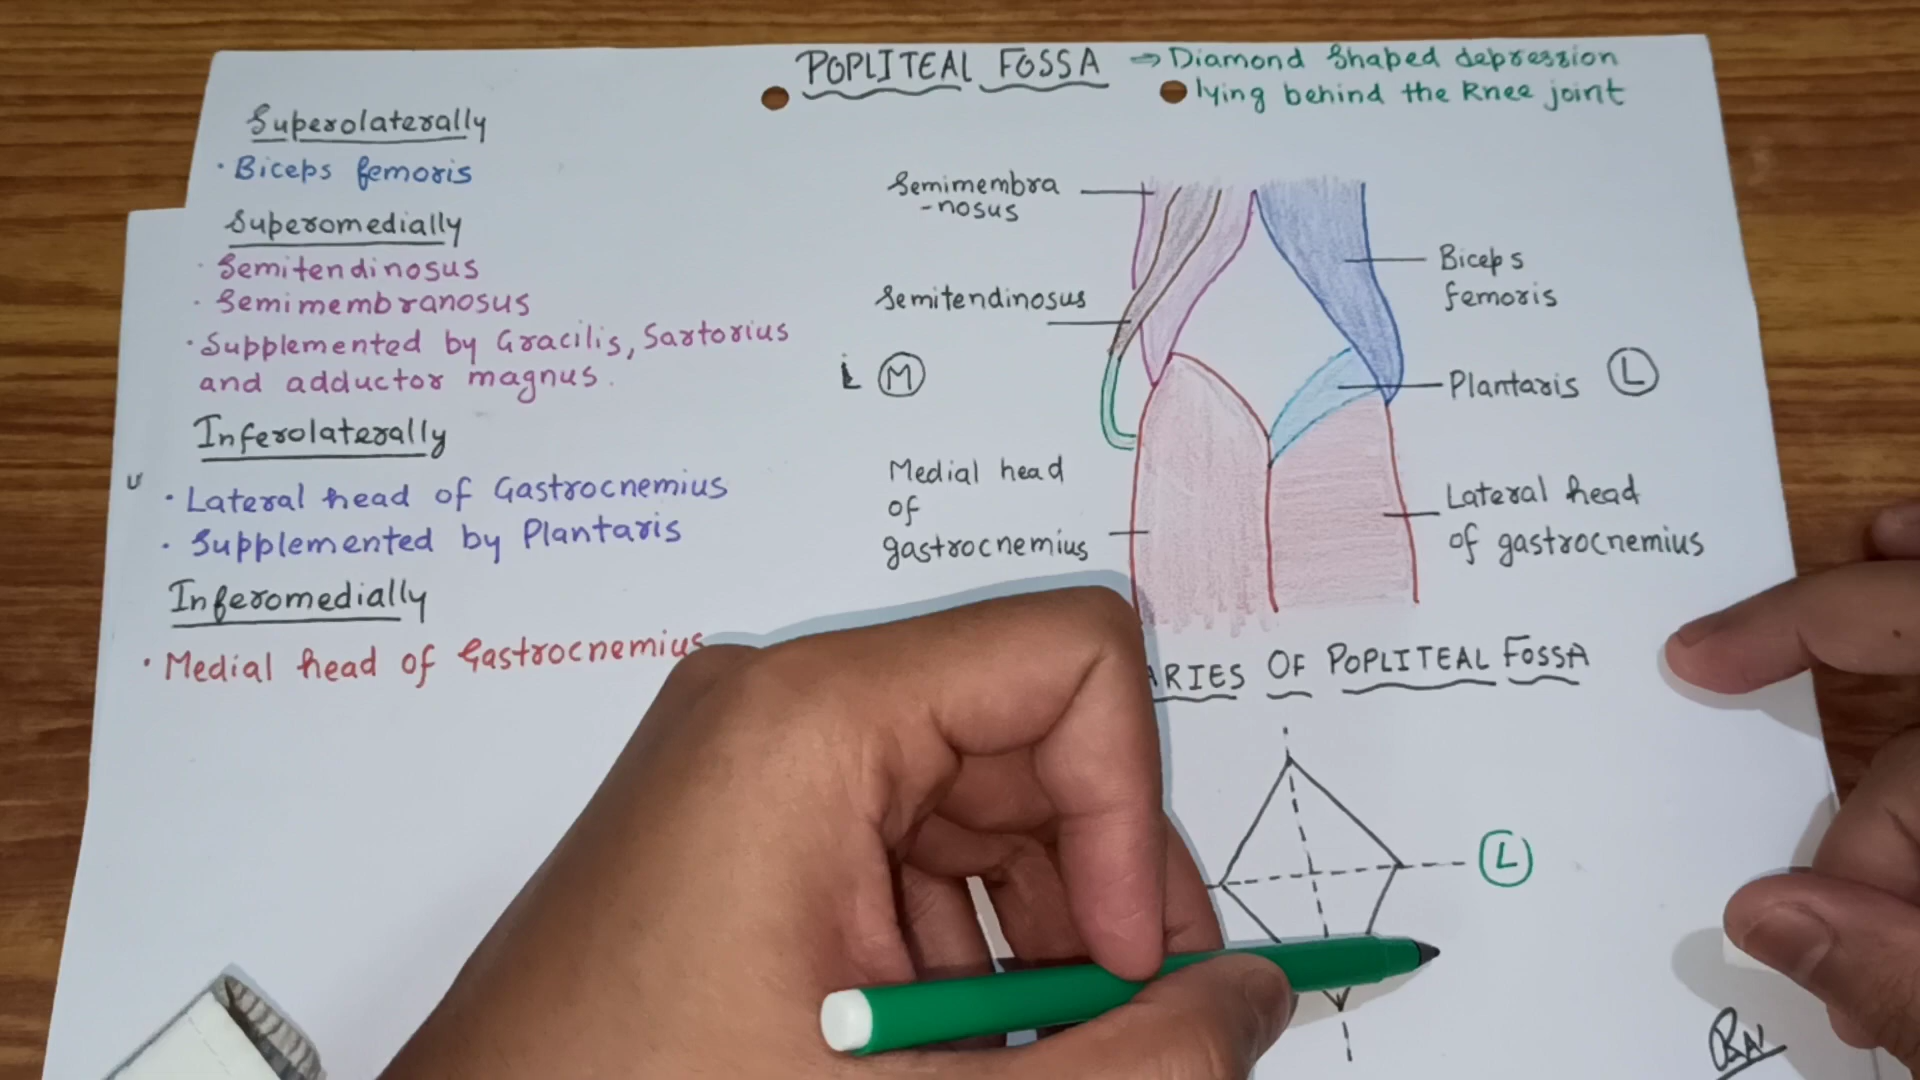 POPLITEAL FOSSA ⇒ Diamond shaped depression
lying behind the knee joint
Superolaterally
· Biceps femoris
Superomedially
· Semitendinosus
· Semimembranosus
· Supplemented by Gracilis, Sartorius
and adductor magnus.
Inferolaterally
· Lateral head of Gastrocnemius
· Supplemented by Plantaris
Inferomedially
· Medial head of Gastrocnemius
Semimembra
-nosus
Semitendinosus
M
Medial head
of
gastrocnemius
Biceps
femoris
Plantaris
L
Lateral head
of gastrocnemius
ARIES OF POPLITEAL FOSSA
L